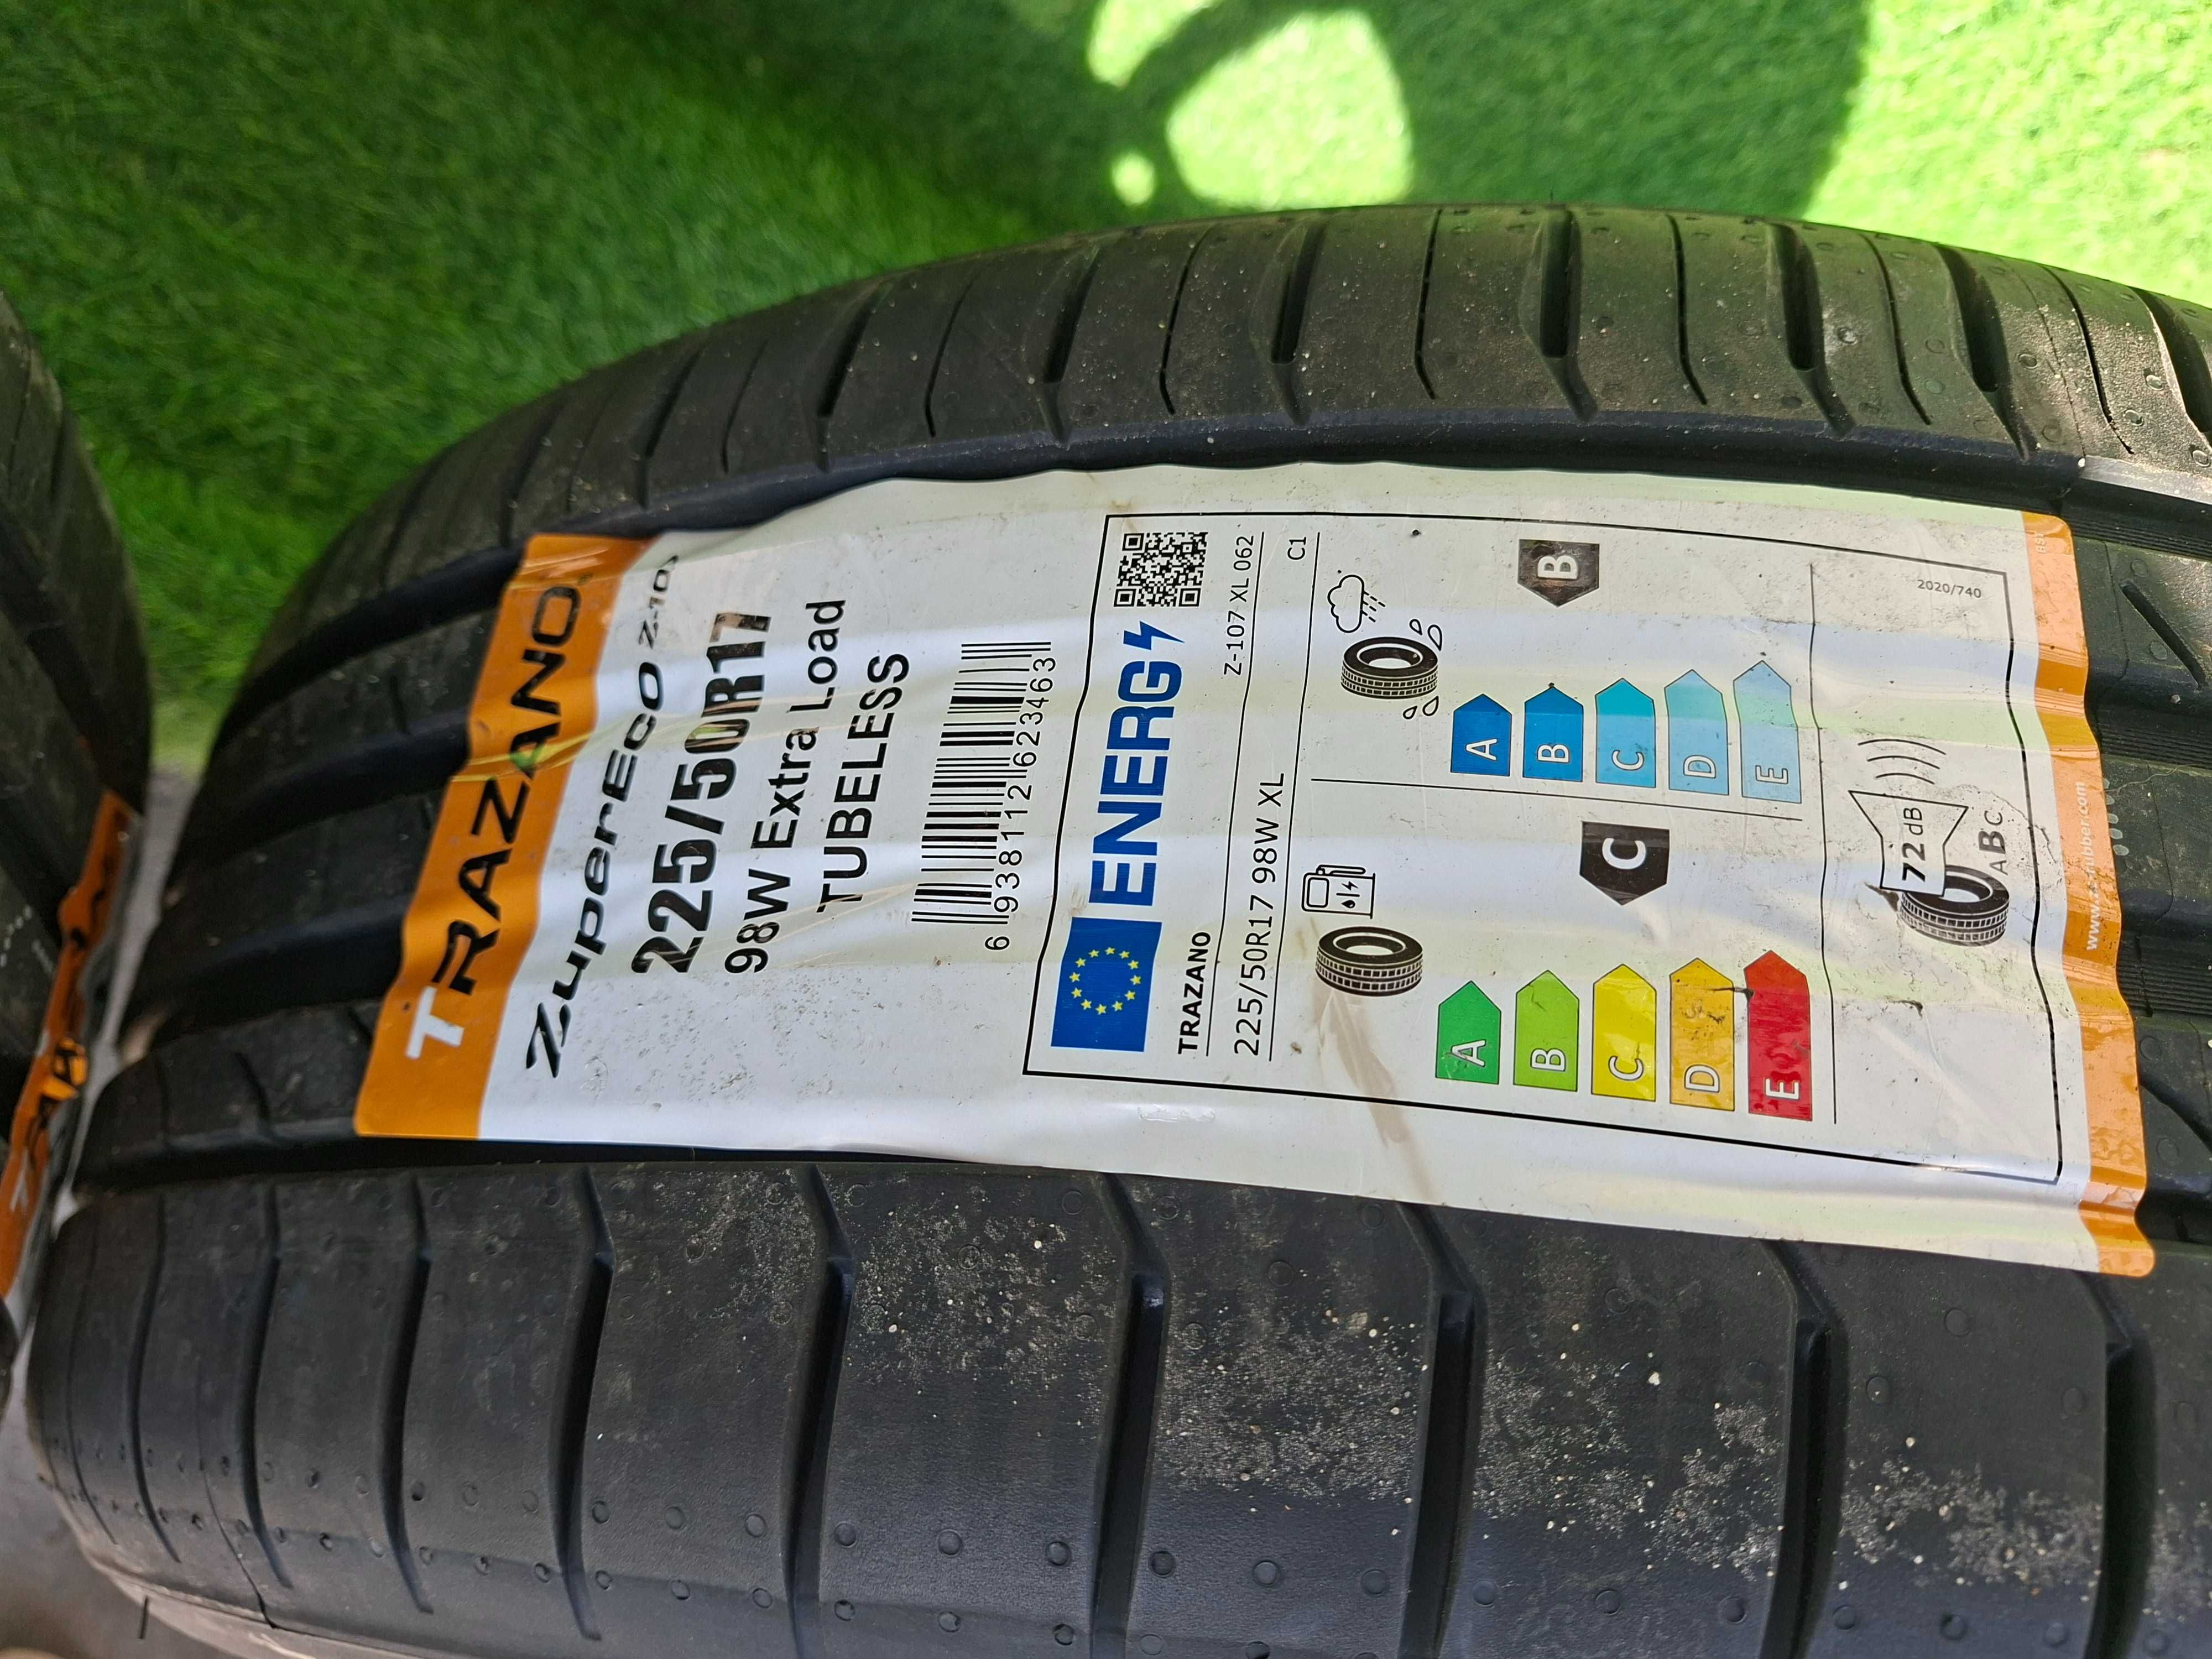 TRAZANO
ZuperEco Z-107
225/50R17
98W Extra Load
TUBELESS
6 938112 623463
ENERG
TRAZANO
Z-107 XL 062
225/50R17 98W XL
C1
A
B
C
D
E
C
A
B
C
D
E
B
72 dB
ABC
2020/740